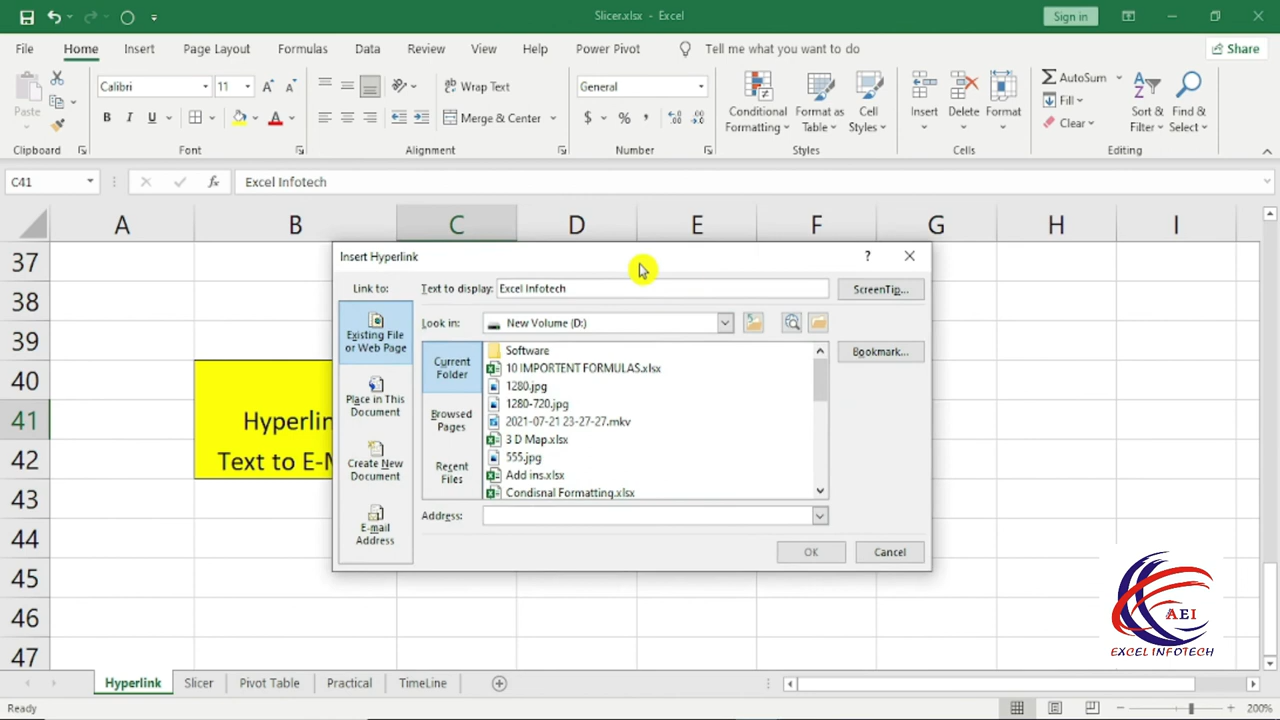 Slicer.xlsx - Excel
Sign in
File Home Insert Page Layout Formulas Data Review View Help Power Pivot Tell me what you want to do Share
Paste
Clipboard
Calibri 11
B I U A
Font
Wrap Text
Merge & Center
Alignment
General
$ % ,
Number
Conditional Formatting
Format as Table
Cell Styles
Styles
Insert
Delete
Format
Cells
AutoSum
Fill
Clear
Sort & Filter
Find & Select
Editing
C41 fx Excel Infotech
A B C D E F G H I
37
38
39
40
41
42
43
44
45
46
47
Hyperlin
Text to E-M
Insert Hyperlink ?
Link to:
Existing File or Web Page
Place in This Document
Create New Document
E-mail Address
Text to display: Excel Infotech
ScreenTip...
Look in: New Volume (D:)
Bookmark...
Current Folder
Browsed Pages
Recent Files
Software
10 IMPORTENT FORMULAS.xlsx
1280.jpg
1280-720.jpg
2021-07-21 23-27-27.mkv
3 D Map.xlsx
555.jpg
Add ins.xlsx
Condisnal Formatting.xlsx
Address:
OK Cancel
AEI
EXCEL INFOTECH
Hyperlink Slicer Pivot Table Practical TimeLine
Ready
200%